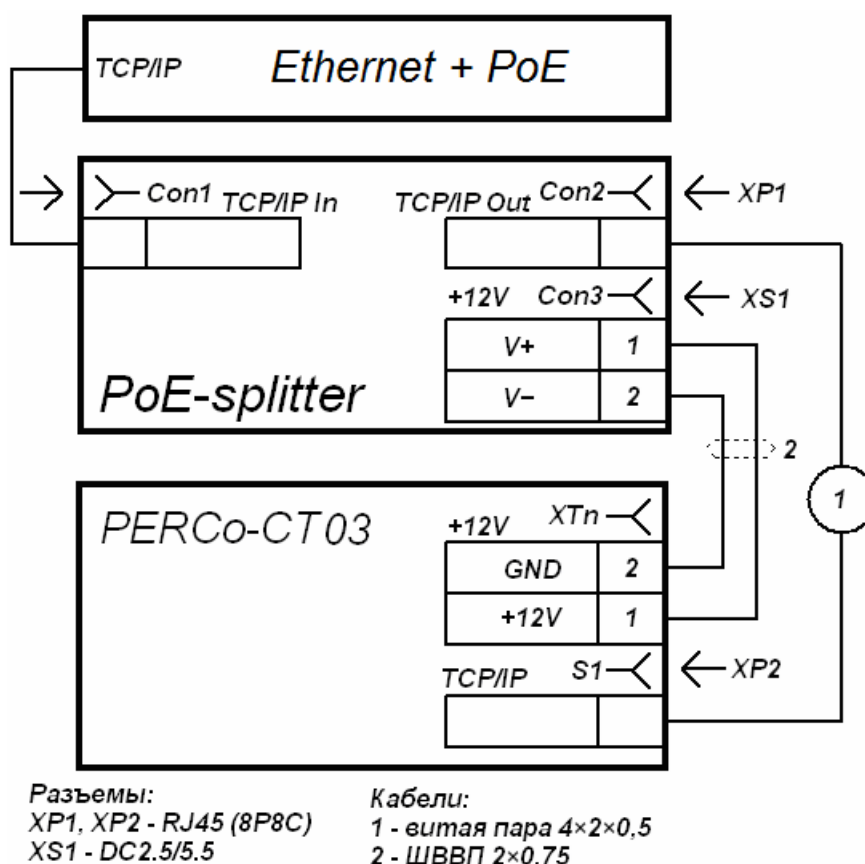 TCP/IP Ethernet + PoE
Con1 TCP/IP In TCP/IP Out Con2 XP1
+12V Con3 XS1
V+ 1
V− 2
PoE-splitter
2
1
PERCo-CT03 +12V XTn
GND 2
+12V 1
TCP/IP S1 XP2
Разъемы:
XP1, XP2 - RJ45 (8P8C)
XS1 - DC2.5/5.5
Кабели:
1 - витая пара 4×2×0,5
2 - ШВВП 2×0.75